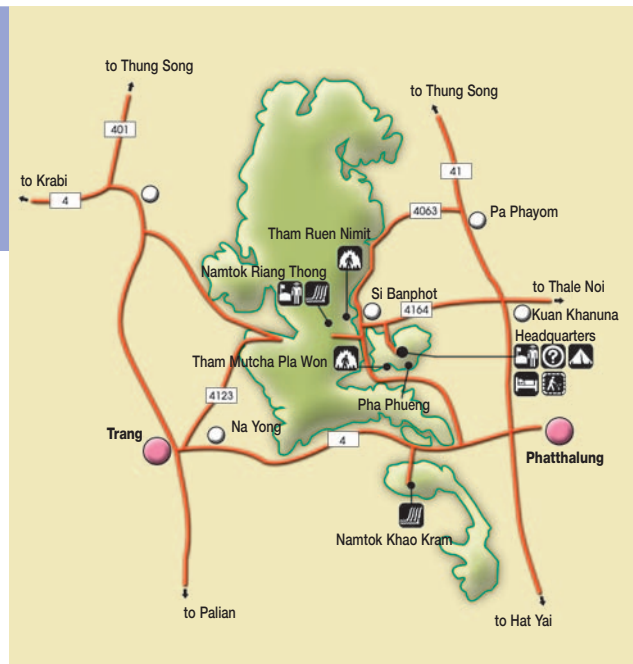 to Thung Song
to Thung Song
401
41
to Krabi
4
4063
Pa Phayom
Tham Ruen Nimit
Namtok Riang Thong
Si Banphot
to Thale Noi
4164
Kuan Khanuna
Headquarters
?
Tham Mutcha Pla Won
4123
Pha Phueng
Na Yong
Trang
4
Phatthalung
Namtok Khao Kram
to Palian
to Hat Yai